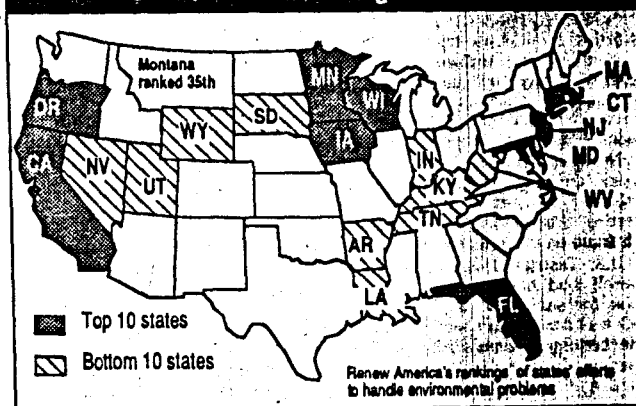 Montana
ranked 35th
MN
MA
OR
WI
CT
SD
WY
IA
NJ
CA
NV
IN
MD
UT
KY
WV
TN
AR
LA
FL
Top 10 states
Bottom 10 states
Renew America's rankings of states' efforts
to handle environmental problems